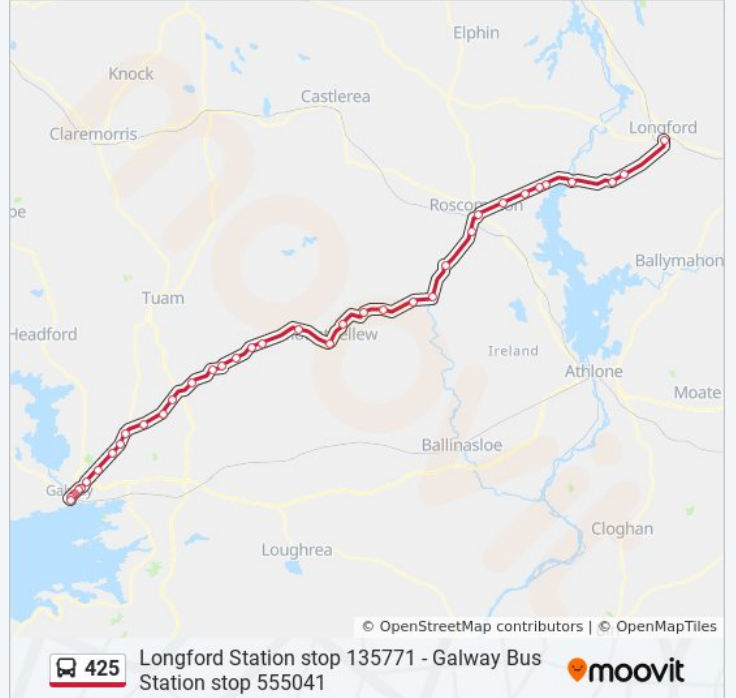 Elphin
Knock
Castlerea
Claremorris
Longford
Ballymahon
Tuam
Headford
Ireland
Athlone
Moate
Ballinasloe
Galway
Cloghan
Loughrea
© OpenStreetMap contributors | © OpenMapTiles
425
Longford Station stop 135771 - Galway Bus
Station stop 555041
moovit